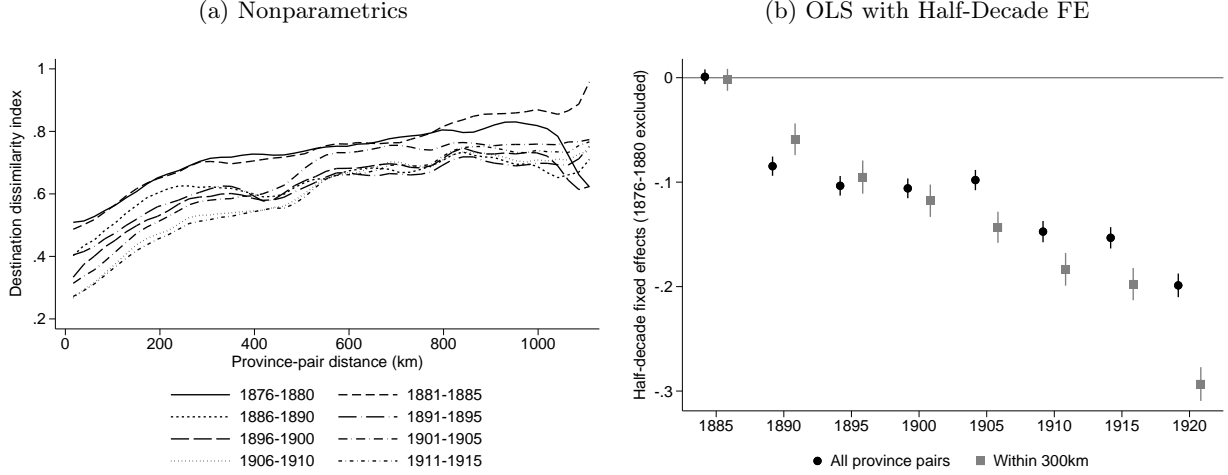 (a) Nonparametrics
Destination dissimilarity index
1
.8
.6
.4
.2
0 200 400 600 800 1000
Province-pair distance (km)
1876-1880 1881-1885
1886-1890 1891-1895
1896-1900 1901-1905
1906-1910 1911-1915
(b) OLS with Half-Decade FE
Half-decade fixed effects (1876-1880 excluded)
0
-.1
-.2
-.3
1885 1890 1895 1900 1905 1910 1915 1920
All province pairs Within 300km